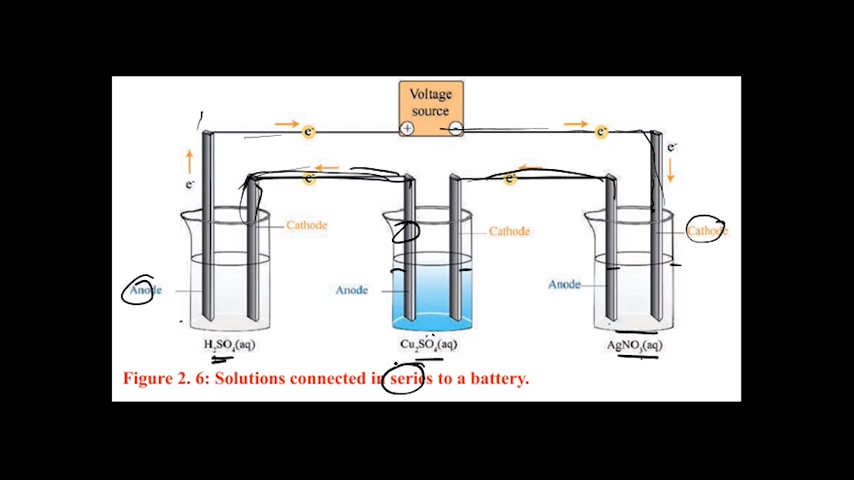 Voltage
source
+ -
e- e-
e- e-
e- e-
Cathode Cathode Cathode
Anode Anode Anode
H2SO4(aq) Cu2SO4(aq) AgNO3(aq)
Figure 2. 6: Solutions connected in series to a battery.